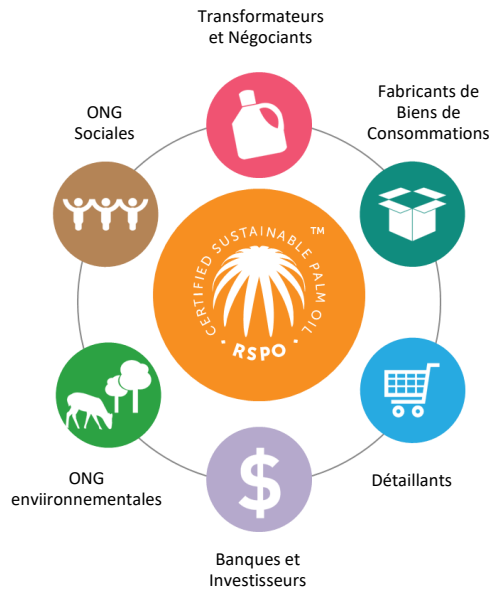 Transformateurs
et Négociants
Fabricants de
Biens de
Consommations
ONG
Sociales
CERTIFIED SUSTAINABLE PALM OIL ™
· RSPO ·
$
ONG
enviironnementales
Détaillants
Banques et
Investisseurs